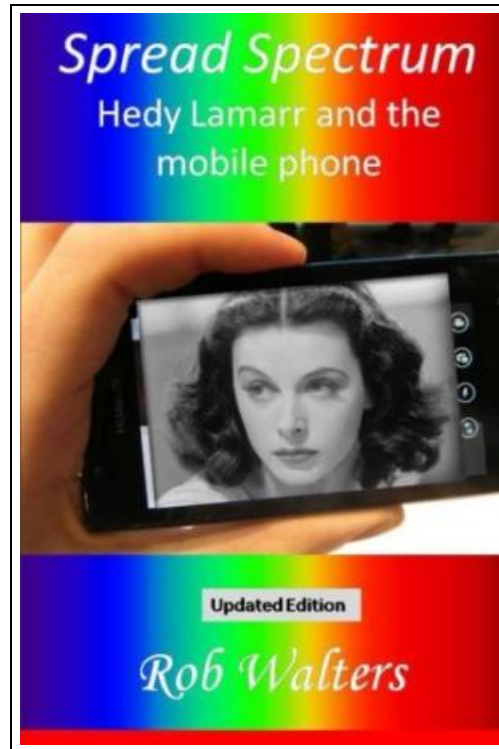 Spread Spectrum
Hedy Lamarr and the
mobile phone
Updated Edition
Rob Walters